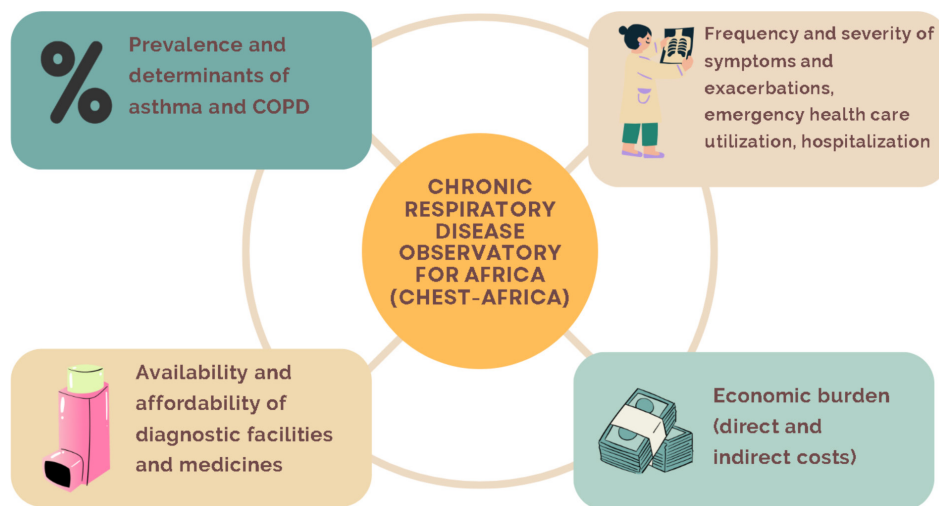 %
Prevalence and
determinants of
asthma and COPD
Frequency and severity of
symptoms and
exacerbations,
emergency health care
utilization, hospitalization
CHRONIC
RESPIRATORY
DISEASE
OBSERVATORY
FOR AFRICA
(CHEST-AFRICA)
Availability and
affordability of
diagnostic facilities
and medicines
Economic burden
(direct and
indirect costs)